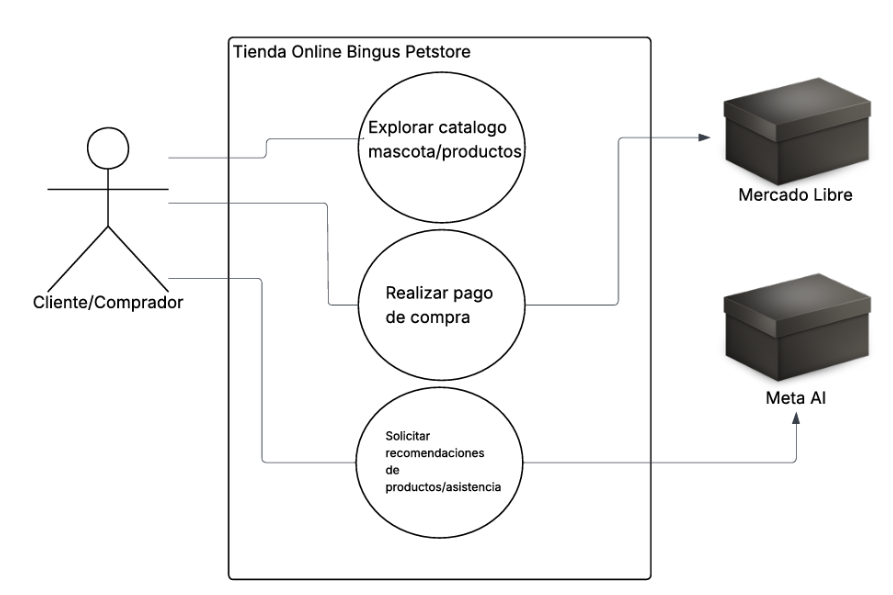 Tienda Online Bingus Petstore
Explorar catalogo
mascota/productos
Mercado Libre
Realizar pago
de compra
Cliente/Comprador
Meta AI
Solicitar
recomendaciones
de
productos/asistencia